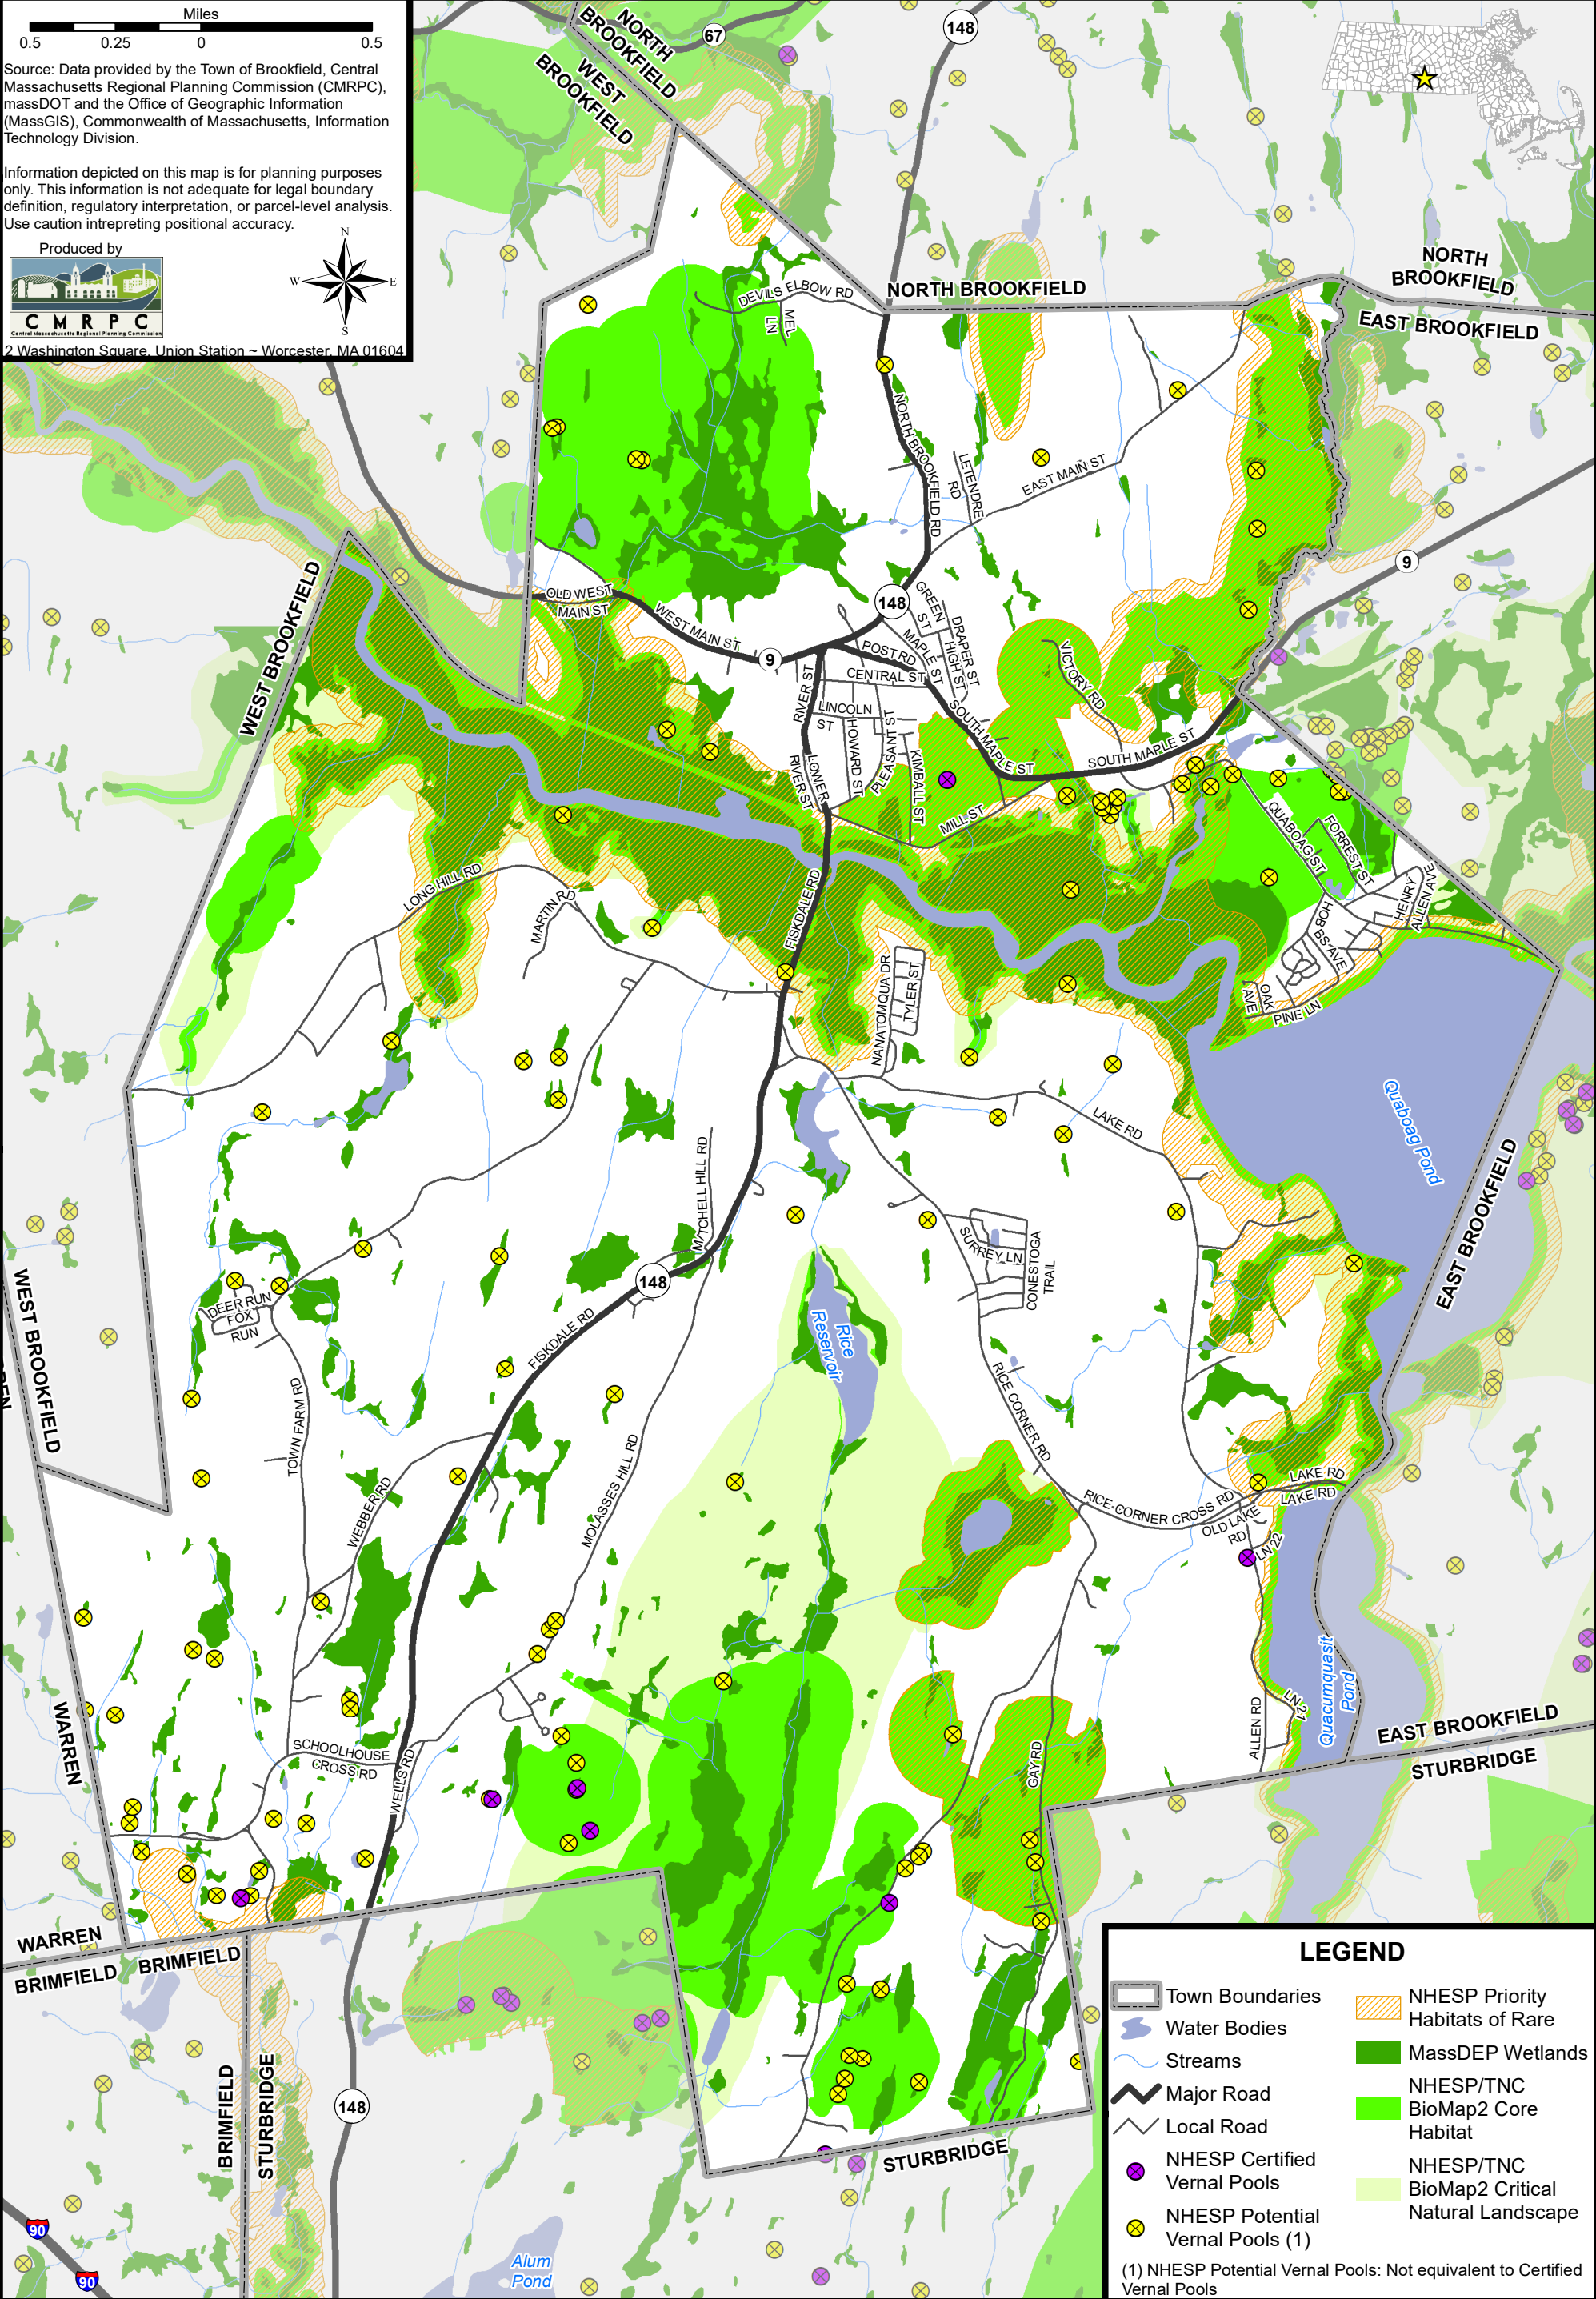 Miles
0.5 0.25 0 0.5
Source: Data provided by the Town of Brookfield, Central
Massachusetts Regional Planning Commission (CMRPC),
massDOT and the Office of Geographic Information
(MassGIS), Commonwealth of Massachusetts, Information
Technology Division.
Information depicted on this map is for planning purposes
only. This information is not adequate for legal boundary
definition, regulatory interpretation, or parcel-level analysis.
Use caution intrepreting positional accuracy.
Produced by
CMRPC
Central Massachusetts Regional Planning Commission
N
W E
S
2 Washington Square, Union Station ~ Worcester, MA 01604
NORTH
BROOKFIELD
WEST
BROOKFIELD
67
148
NORTH BROOKFIELD
NORTH
BROOKFIELD
EAST BROOKFIELD
DEVILS ELBOW RD
MEL
LN
NORTH BROOKFIELD RD
LETENDRE
RD
EAST MAIN ST
9
OLD WEST
MAIN ST
WEST MAIN ST
9
148
GREEN
ST
DRAPER ST
HIGH ST
MAPLE ST
POST RD
CENTRAL ST
VICTORY RD
WEST BROOKFIELD
RIVER ST
LINCOLN
ST
HOWARD ST
PLEASANT ST
KIMBALL ST
LOWER
RIVER ST
SOUTH MAPLE ST
SOUTH MAPLE ST
MILL ST
QUABOAG ST
FORREST ST
HENRY
ALLEN AVE
HOBBS AVE
OAK
AVE
PINE LN
LONG HILL RD
MARTIN RD
FISKDALE RD
NANATOMQUA DR
TYLER ST
LAKE RD
Quaboag Pond
EAST BROOKFIELD
MITCHELL HILL RD
SURREY LN
CONESTOGA
TRAIL
148
Rice
Reservoir
DEER RUN
FOX
RUN
WEST BROOKFIELD
FISKDALE RD
TOWN FARM RD
WEBBER RD
MOLASSES HILL RD
RICE CORNER RD
RICE-CORNER CROSS RD
LAKE RD
LAKE RD
OLD LAKE
RD
LN 22
Quacumquasit
Pond
LN 21
ALLEN RD
GAY RD
EAST BROOKFIELD
STURBRIDGE
WARREN
SCHOOLHOUSE
CROSS RD
WELLS RD
WARREN
BRIMFIELD
BRIMFIELD
BRIMFIELD
STURBRIDGE
148
STURBRIDGE
90
90
Alum
Pond
LEGEND
Town Boundaries
Water Bodies
Streams
Major Road
Local Road
NHESP Certified
Vernal Pools
NHESP Potential
Vernal Pools (1)
NHESP Priority
Habitats of Rare
MassDEP Wetlands
NHESP/TNC
BioMap2 Core
Habitat
NHESP/TNC
BioMap2 Critical
Natural Landscape
(1) NHESP Potential Vernal Pools: Not equivalent to Certified
Vernal Pools